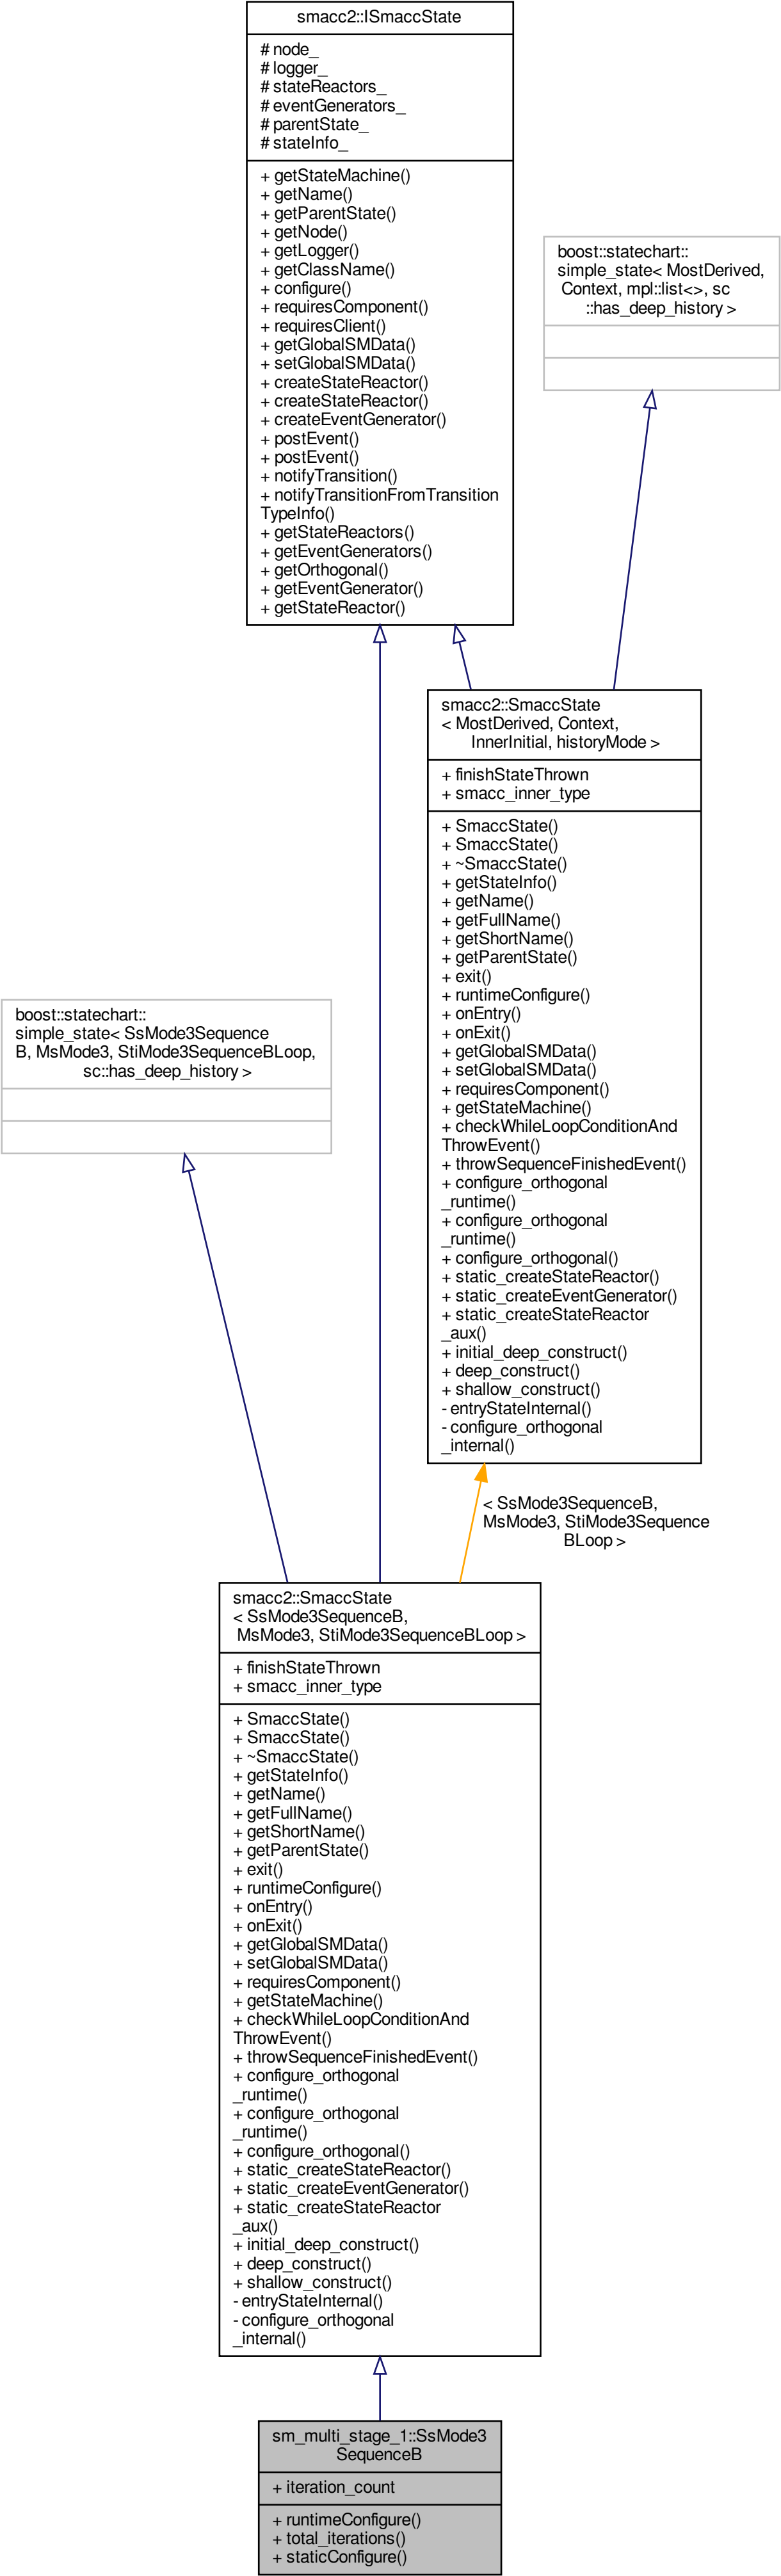 smacc2::ISmaccState
# node_
# logger_
# stateReactors_
# eventGenerators_
# parentState_
# stateInfo_
+ getStateMachine()
+ getName()
+ getParentState()
+ getNode()
+ getLogger()
+ getClassName()
+ configure()
+ requiresComponent()
+ requiresClient()
+ getGlobalSMData()
+ setGlobalSMData()
+ createStateReactor()
+ createStateReactor()
+ createEventGenerator()
+ postEvent()
+ postEvent()
+ notifyTransition()
+ notifyTransitionFromTransition
TypeInfo()
+ getStateReactors()
+ getEventGenerators()
+ getOrthogonal()
+ getEventGenerator()
+ getStateReactor()
boost::statechart::
simple_state< MostDerived,
Context, mpl::list<>, sc
::has_deep_history >
smacc2::SmaccState
< MostDerived, Context,
InnerInitial, historyMode >
+ finishStateThrown
+ smacc_inner_type
+ SmaccState()
+ SmaccState()
+ ~SmaccState()
+ getStateInfo()
+ getName()
+ getFullName()
+ getShortName()
+ getParentState()
+ exit()
+ runtimeConfigure()
+ onEntry()
+ onExit()
+ getGlobalSMData()
+ setGlobalSMData()
+ requiresComponent()
+ getStateMachine()
+ checkWhileLoopConditionAnd
ThrowEvent()
+ throwSequenceFinishedEvent()
+ configure_orthogonal
_runtime()
+ configure_orthogonal
_runtime()
+ configure_orthogonal()
+ static_createStateReactor()
+ static_createEventGenerator()
+ static_createStateReactor
_aux()
+ initial_deep_construct()
+ deep_construct()
+ shallow_construct()
- entryStateInternal()
- configure_orthogonal
_internal()
boost::statechart::
simple_state< SsMode3Sequence
B, MsMode3, StiMode3SequenceBLoop,
sc::has_deep_history >
< SsMode3SequenceB,
MsMode3, StiMode3Sequence
BLoop >
smacc2::SmaccState
< SsMode3SequenceB,
MsMode3, StiMode3SequenceBLoop >
+ finishStateThrown
+ smacc_inner_type
+ SmaccState()
+ SmaccState()
+ ~SmaccState()
+ getStateInfo()
+ getName()
+ getFullName()
+ getShortName()
+ getParentState()
+ exit()
+ runtimeConfigure()
+ onEntry()
+ onExit()
+ getGlobalSMData()
+ setGlobalSMData()
+ requiresComponent()
+ getStateMachine()
+ checkWhileLoopConditionAnd
ThrowEvent()
+ throwSequenceFinishedEvent()
+ configure_orthogonal
_runtime()
+ configure_orthogonal
_runtime()
+ configure_orthogonal()
+ static_createStateReactor()
+ static_createEventGenerator()
+ static_createStateReactor
_aux()
+ initial_deep_construct()
+ deep_construct()
+ shallow_construct()
- entryStateInternal()
- configure_orthogonal
_internal()
sm_multi_stage_1::SsMode3
SequenceB
+ iteration_count
+ runtimeConfigure()
+ total_iterations()
+ staticConfigure()